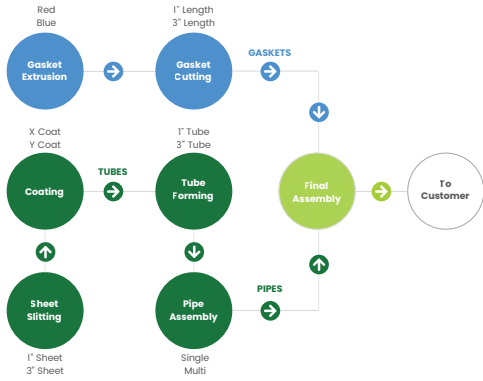 Red
Blue
1" Length
3" Length
Gasket
Extrusion
Gasket
Cutting
GASKETS
X Coat
Y Coat
1" Tube
3" Tube
Coating
TUBES
Tube
Forming
Final
Assembly
To
Customer
Sheet
Slitting
Pipe
Assembly
PIPES
1" Sheet
3" Sheet
Single
Multi